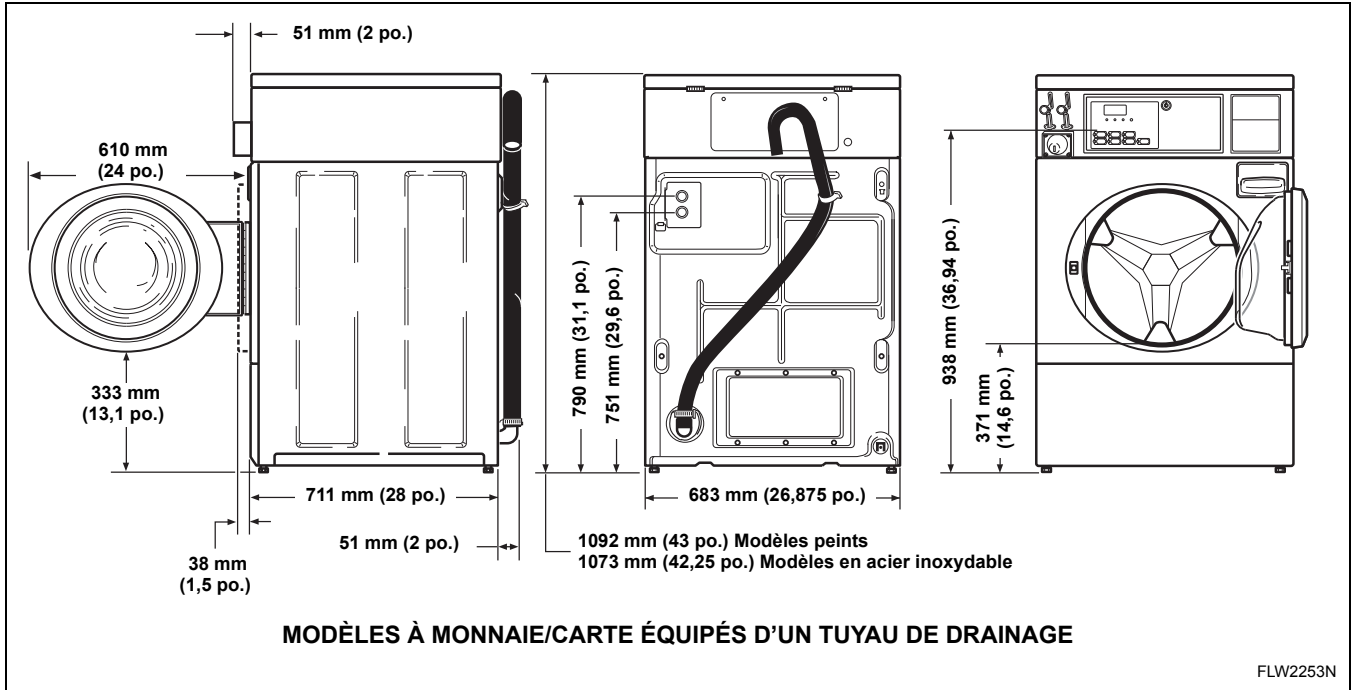 51 mm (2 po.)
610 mm
(24 po.)
333 mm
(13,1 po.)
711 mm (28 po.)
38 mm
(1,5 po.)
51 mm (2 po.)
790 mm (31,1 po.)
751 mm (29,6 po.)
683 mm (26,875 po.)
1092 mm (43 po.) Modèles peints
1073 mm (42,25 po.) Modèles en acier inoxydable
938 mm (36,94 po.)
371 mm
(14,6 po.)
MODÈLES À MONNAIE/CARTE ÉQUIPÉS D’UN TUYAU DE DRAINAGE
FLW2253N